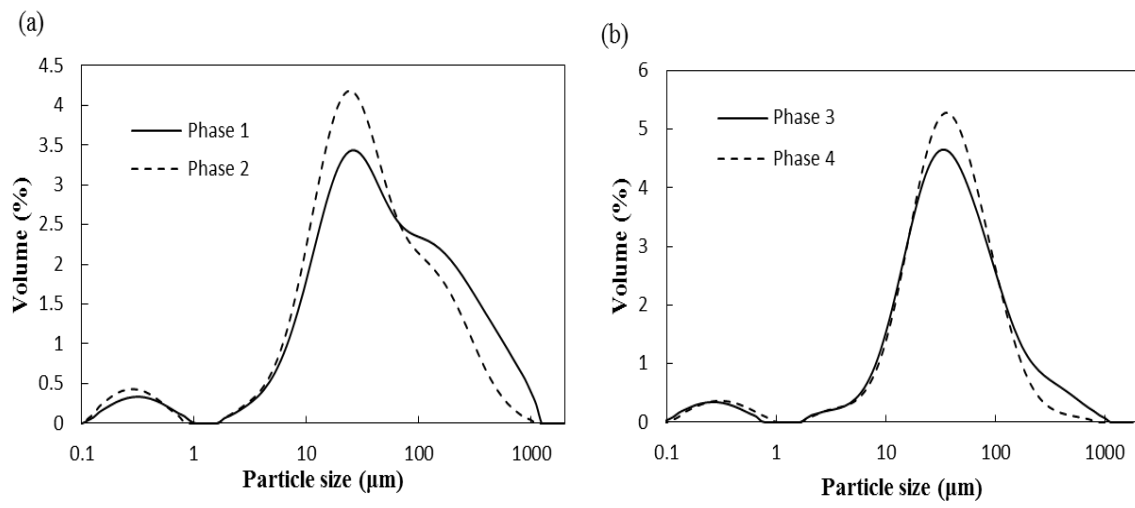 (a)
4.5
4
3.5
3
2.5
2
1.5
1
0.5
0
Volume (%)
Phase 1
Phase 2
0.1 1 10 100 1000
Particle size (µm)
(b)
6
5
4
3
2
1
0
Volume (%)
Phase 3
Phase 4
0.1 1 10 100 1000
Particle size (µm)